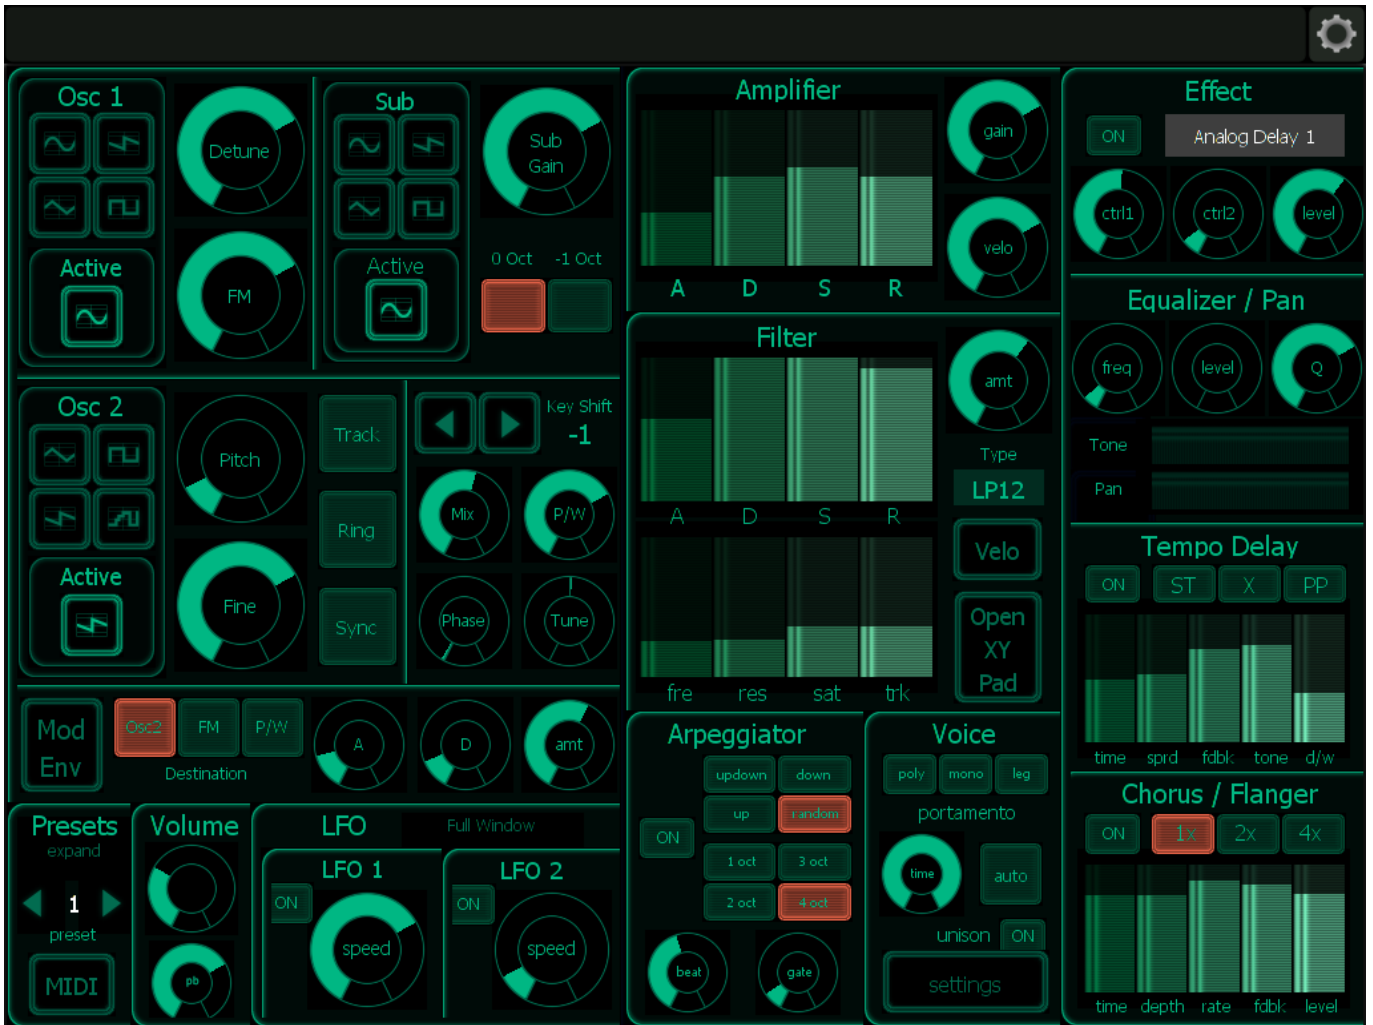 Osc 1
Detune
FM
Active
Sub
Sub
Gain
Active
0 Oct -1 Oct
Osc 2
Pitch
Fine
Active
Track
Ring
Sync
Key Shift
-1
Mix
P/W
Phase
Tune
Mod
Env
Osc2
FM
P/W
Destination
A
D
amt
Presets
expand
1
preset
MIDI
Volume
pb
LFO
Full Window
LFO 1
ON
speed
LFO 2
ON
speed
Amplifier
A D S R
gain
velo
Filter
A D S R
fre res sat trk
amt
Type
LP12
Velo
Open
XY
Pad
Arpeggiator
ON
updown down
up random
1 oct 3 oct
2 oct 4 oct
beat
gate
Voice
poly mono leg
portamento
time
auto
unison ON
settings
Effect
ON
Analog Delay 1
ctrl1 ctrl2 level
Equalizer / Pan
freq level Q
Tone
Pan
Tempo Delay
ON ST X PP
time sprd fdbk tone d/w
Chorus / Flanger
ON 1x 2x 4x
time depth rate fdbk level